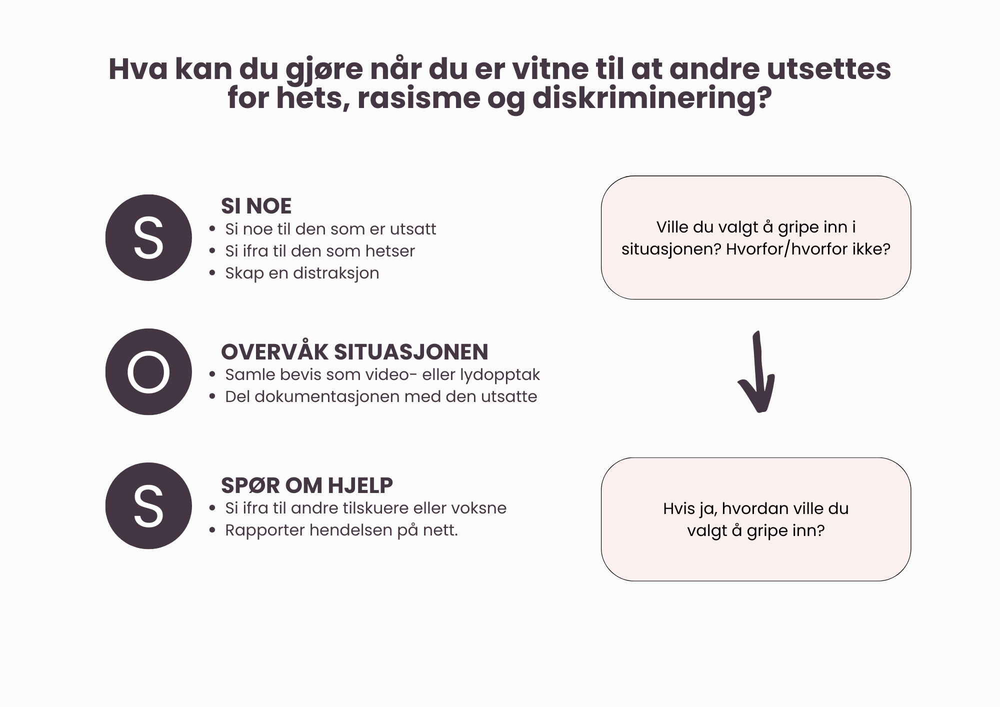 Hva kan du gjøre når du er vitne til at andre utsettes
for hets, rasisme og diskriminering?
S
SI NOE
• Si noe til den som er utsatt
• Si ifra til den som hetser
• Skap en distraksjon
O
OVERVÅK SITUASJONEN
• Samle bevis som video- eller lydopptak
• Del dokumentasjonen med den utsatte
S
SPØR OM HJELP
• Si ifra til andre tilskuere eller voksne
• Rapporter hendelsen på nett.
Ville du valgt å gripe inn i
situasjonen? Hvorfor/hvorfor ikke?
Hvis ja, hvordan ville du
valgt å gripe inn?